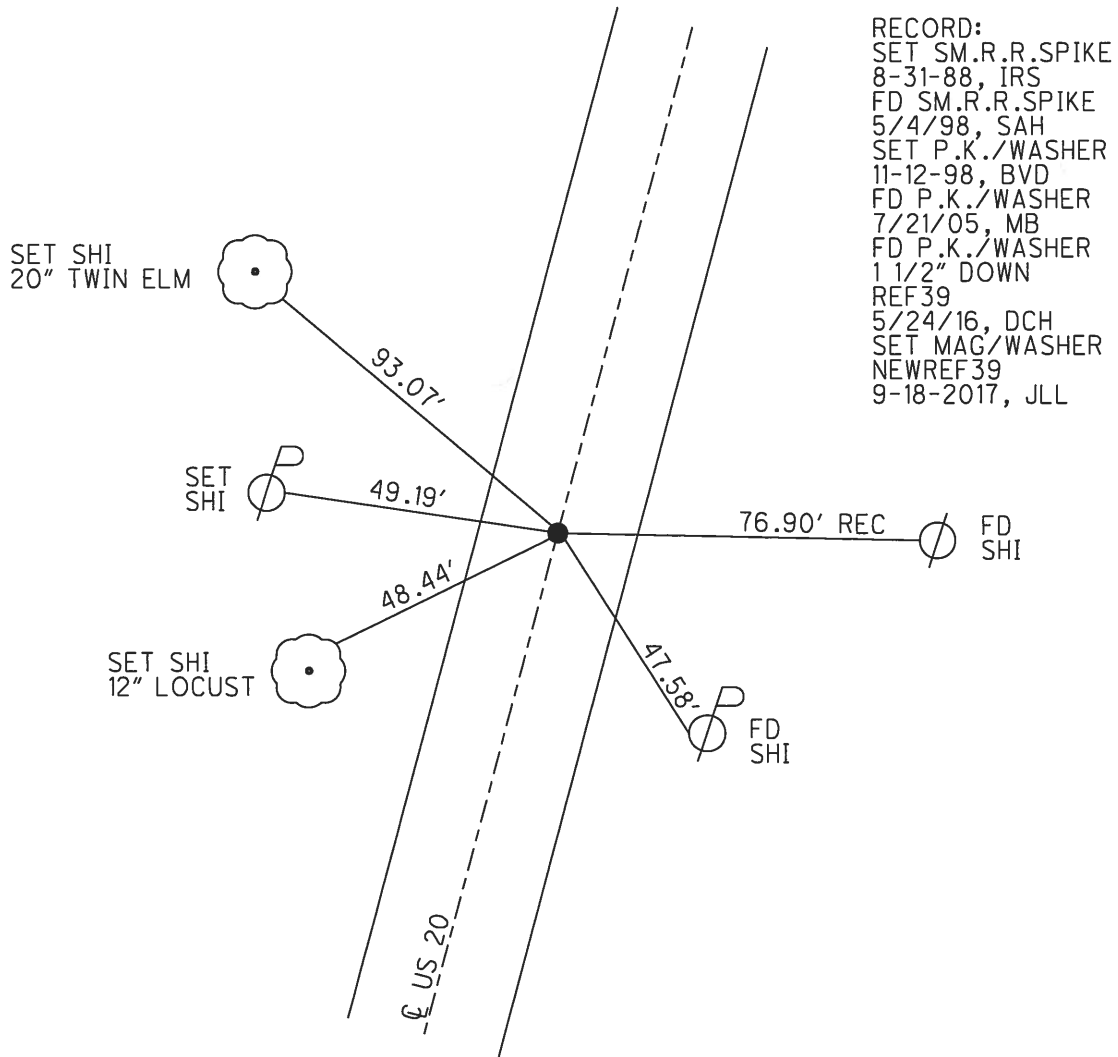 RECORD:
SET SM.R.R.SPIKE
8-31-88, IRS
FD SM.R.R.SPIKE
5/4/98, SAH
SET P.K./WASHER
11-12-98, BVD
FD P.K./WASHER
7/21/05, MB
FD P.K./WASHER
1 1/2" DOWN
REF39
5/24/16, DCH
SET MAG/WASHER
NEWREF39
9-18-2017, JLL
SET SHI
20" TWIN ELM
93.07'
SET
SHI
49.19'
76.90' REC
FD
SHI
48.44'
SET SHI
12" LOCUST
47.58'
FD
SHI
℄ US 20